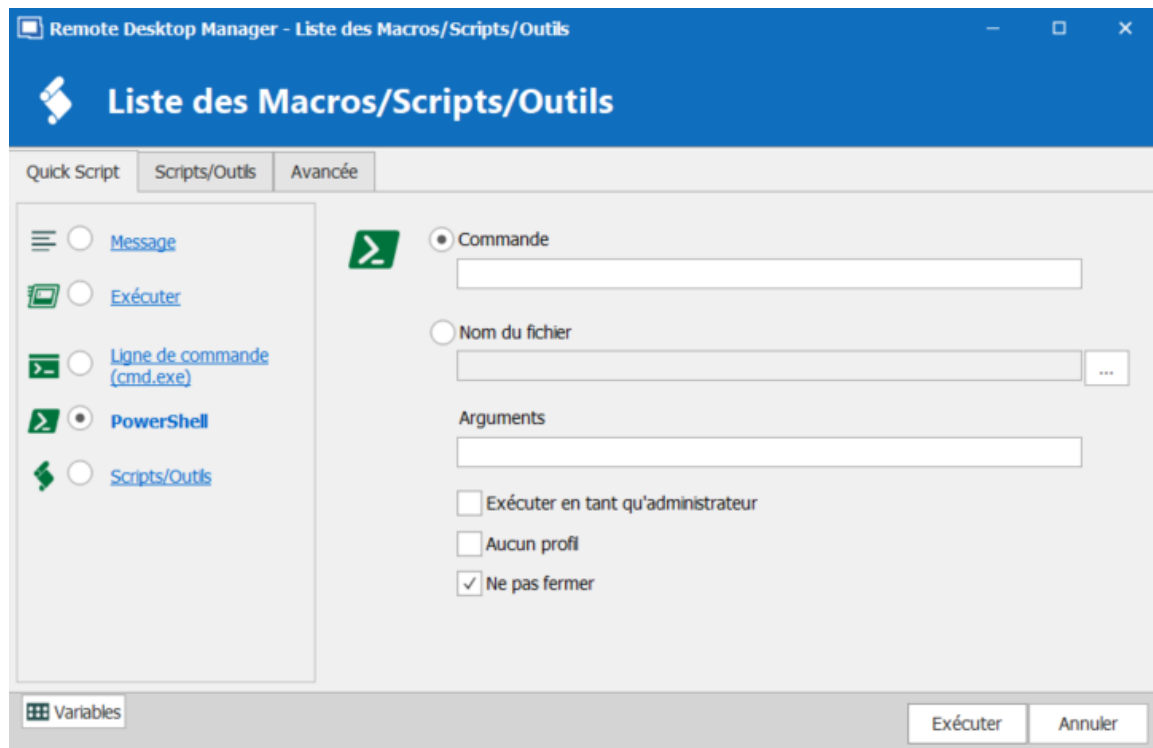 Remote Desktop Manager - Liste des Macros/Scripts/Outils
Liste des Macros/Scripts/Outils
Quick Script
Scripts/Outils
Avancée
Message
Exécuter
Ligne de commande
(cmd.exe)
PowerShell
Scripts/Outils
Commande
Nom du fichier
...
Arguments
Exécuter en tant qu'administrateur
Aucun profil
Ne pas fermer
Variables
Exécuter
Annuler